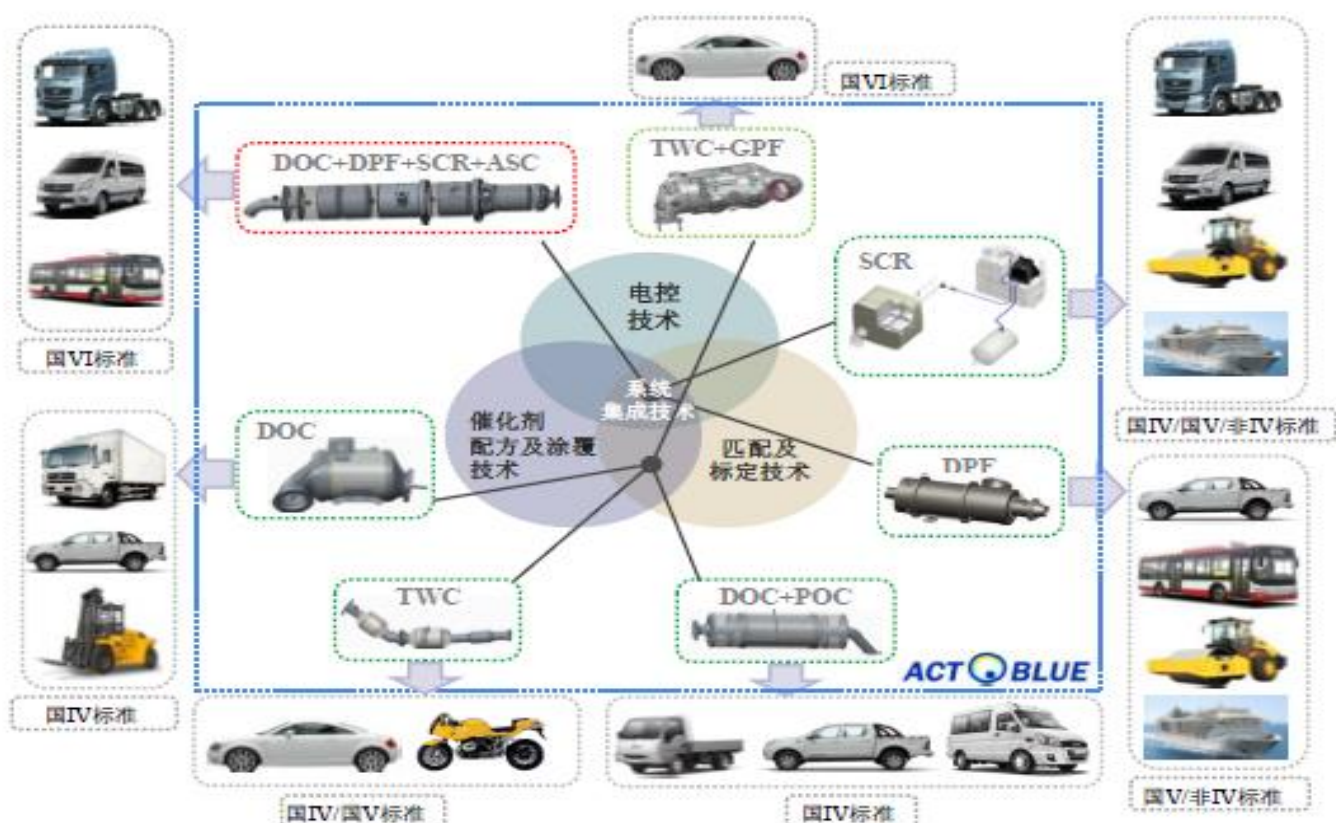 国VI标准
DOC+DPF+SCR+ASC
TWC+GPF
SCR
电控
技术
国VI标准
系统
集成技术
催化剂
配方及涂覆
技术
匹配及
标定技术
DOC
DPF
国IV/国V/非IV标准
TWC
DOC+POC
ACT BLUE
国IV标准
国IV/国V标准
国IV标准
国V/非IV标准